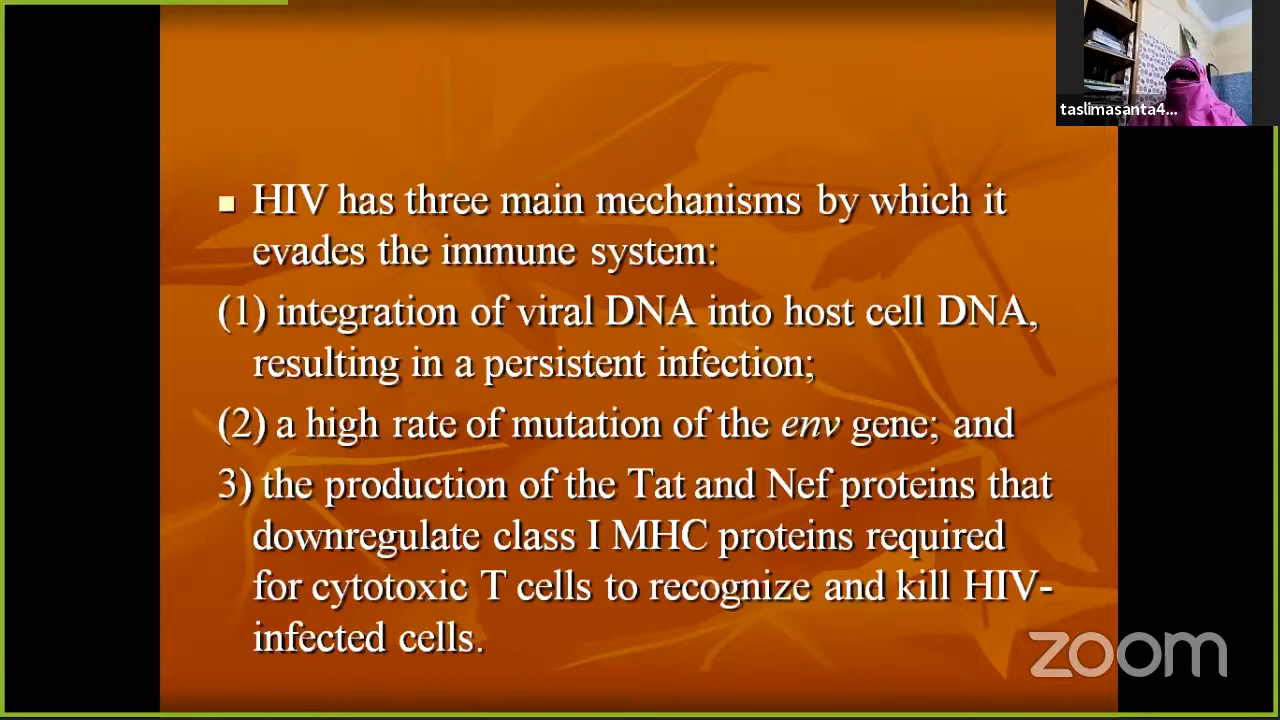 taslimasanta4...
■ HIV has three main mechanisms by which it
evades the immune system:
(1) integration of viral DNA into host cell DNA,
resulting in a persistent infection;
(2) a high rate of mutation of the env gene; and
3) the production of the Tat and Nef proteins that
downregulate class I MHC proteins required
for cytotoxic T cells to recognize and kill HIV-
infected cells.
zoom